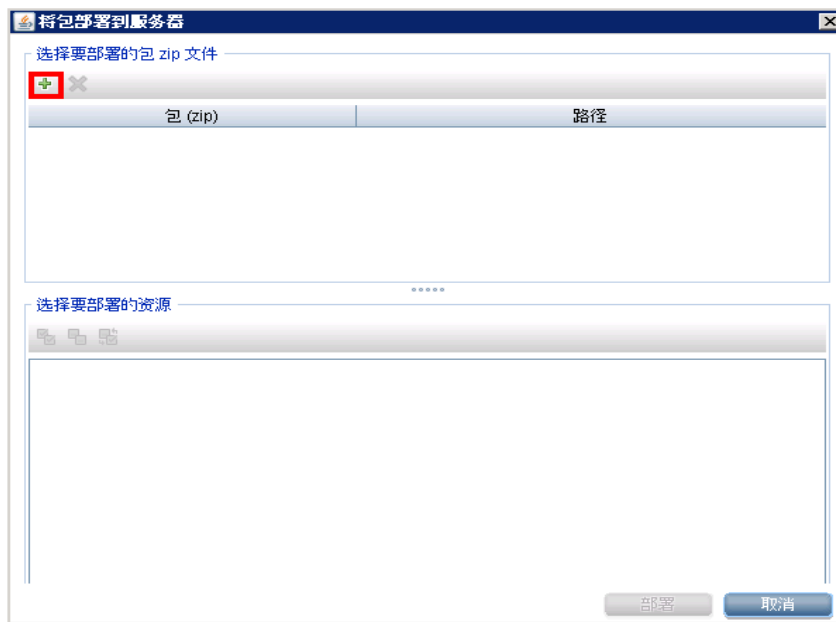 将包部署到服务器
选择要部署的包 zip 文件
包 (zip) 路径
选择要部署的资源
部署 取消